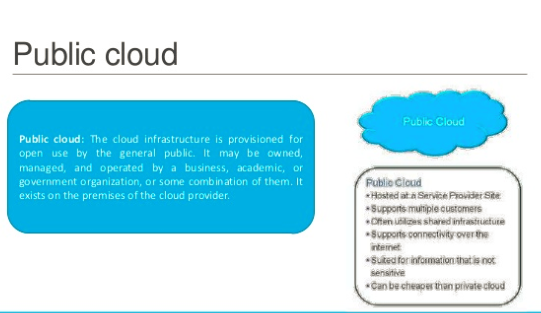 Public cloud
Public cloud: The cloud infrastructure is provisioned for
open use by the general public. It may be owned,
managed, and operated by a business, academic, or
government organization, or some combination of them. It
exists on the premises of the cloud provider.
Public Cloud
Public Cloud
•Hosted at a Service Provider Site
•Supports multiple customers
•Often utilizes shared infrastructure
•Supports connectivity over the
internet
•Suited for information that is not
sensitive
•Can be cheaper than private cloud